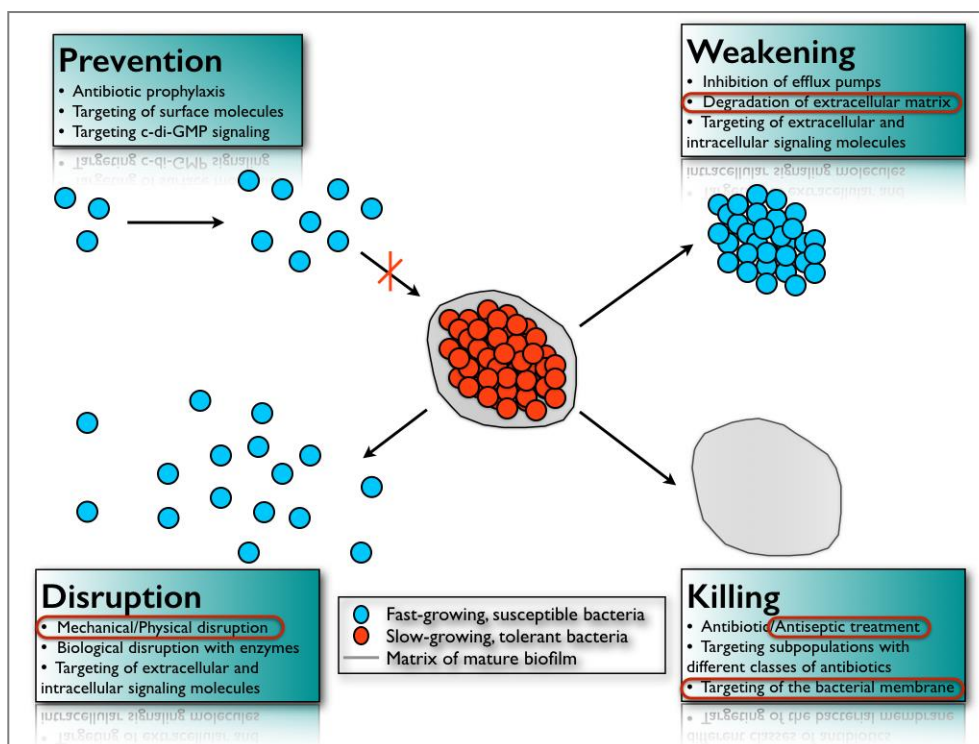 Prevention
• Antibiotic prophylaxis
• Targeting of surface molecules
• Targeting c-di-GMP signaling
Weakening
• Inhibition of efflux pumps
• Degradation of extracellular matrix
• Targeting of extracellular and
intracellular signaling molecules
Disruption
• Mechanical/Physical disruption
• Biological disruption with enzymes
• Targeting of extracellular and
intracellular signaling molecules
Fast-growing, susceptible bacteria
Slow-growing, tolerant bacteria
Matrix of mature biofilm
Killing
• Antibiotic/Antiseptic treatment
• Targeting subpopulations with
different classes of antibiotics
• Targeting of the bacterial membrane